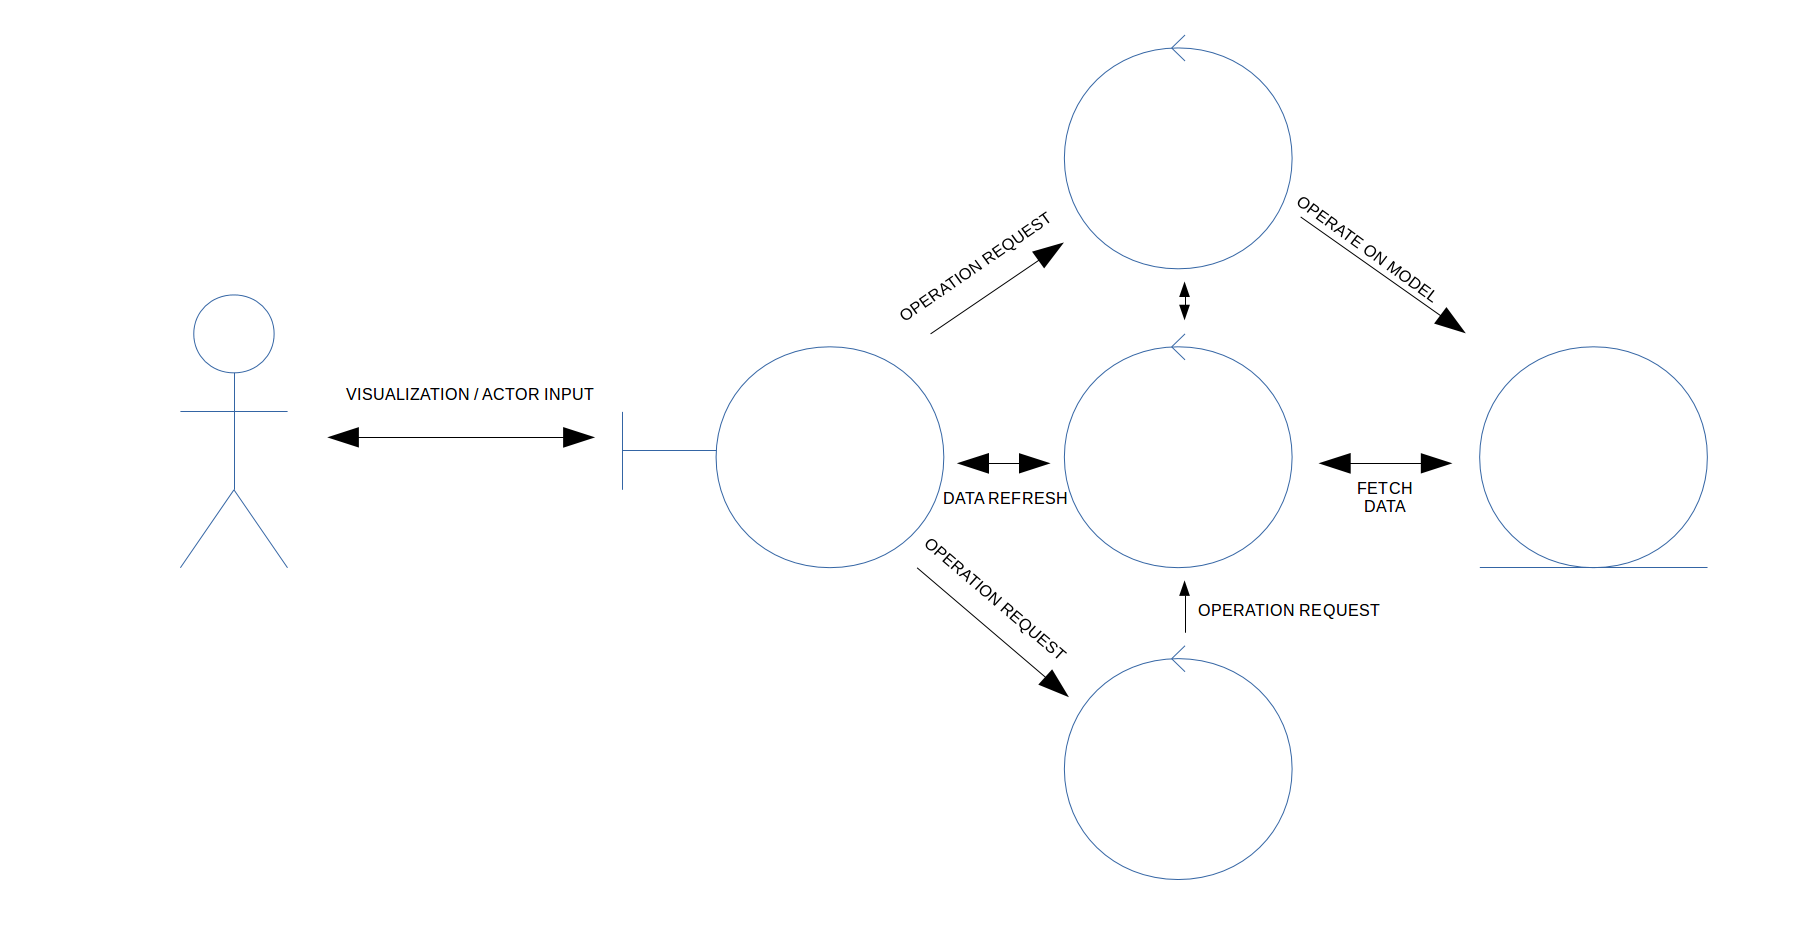 OPERATION REQUEST
OPERATE ON MODEL
VISUALIZATION / ACTOR INPUT
DATA REFRESH
FETCH
DATA
OPERATION REQUEST
OPERATION REQUEST